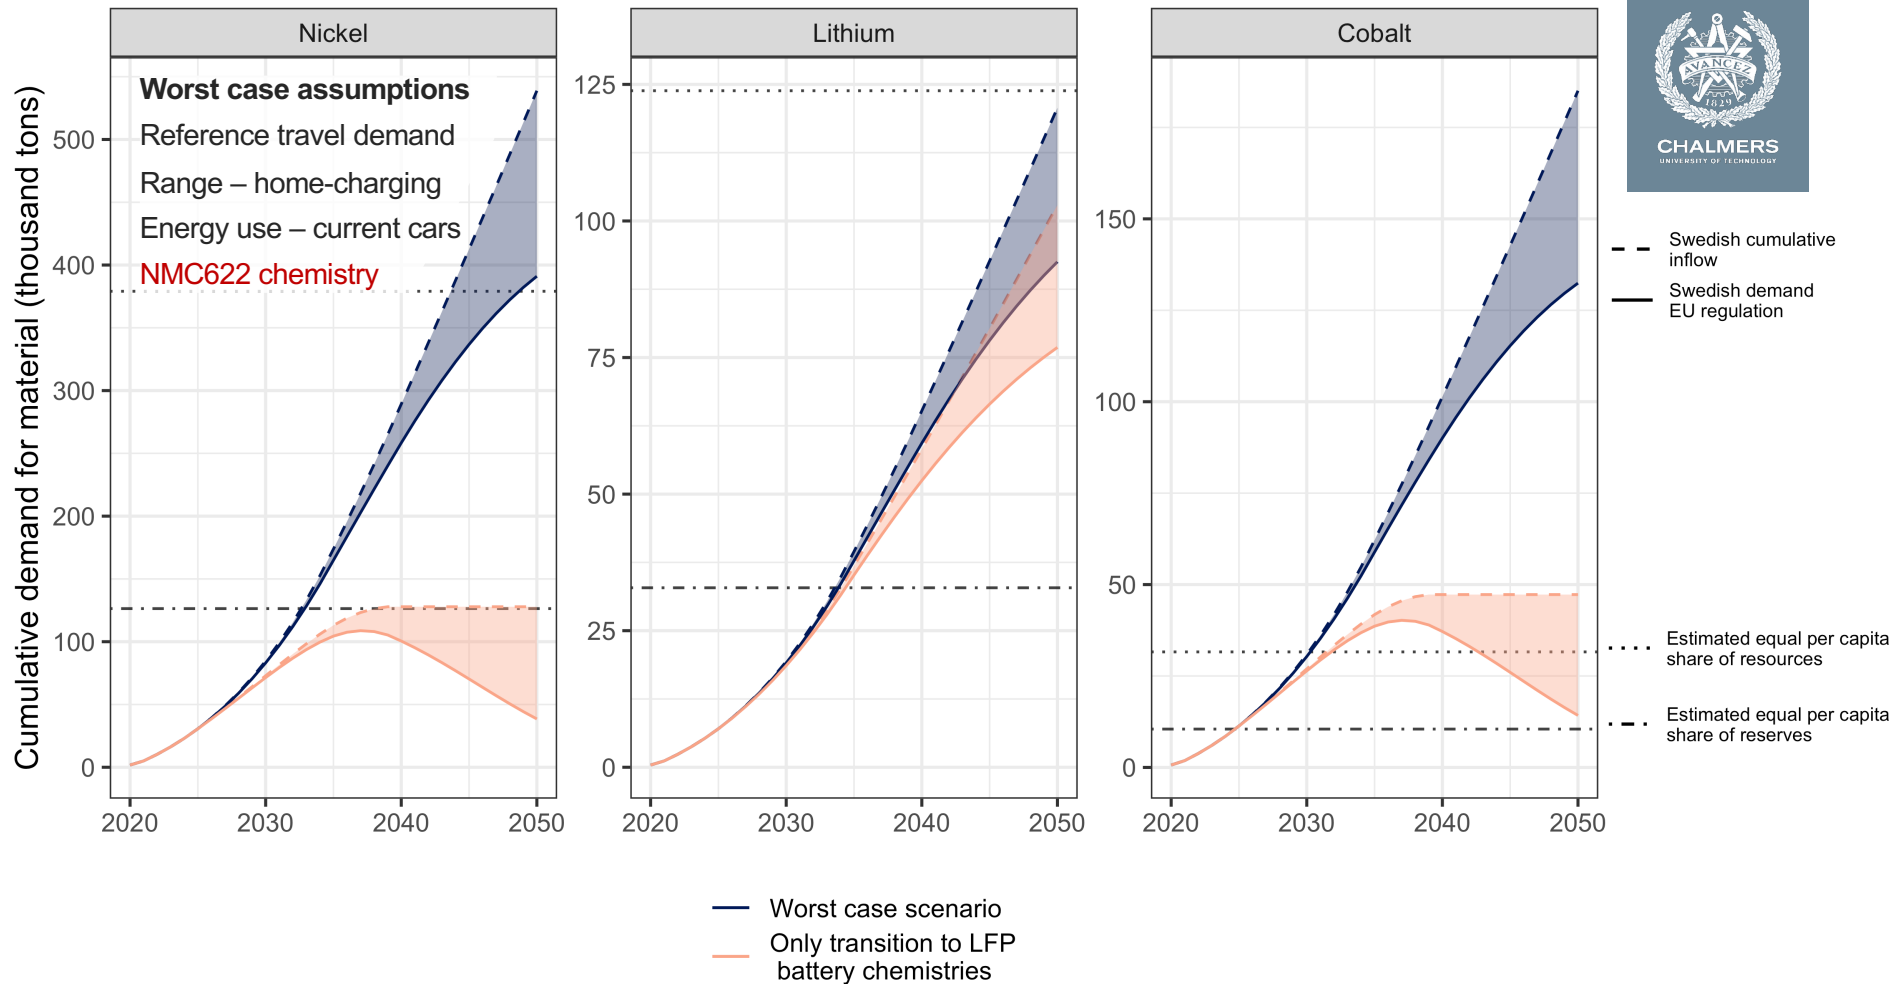 Nickel
Lithium
Cobalt
AVANCEZ
1829
CHALMERS
UNIVERSITY OF TECHNOLOGY
Cumulative demand for material (thousand tons)
Worst case assumptions
Reference travel demand
Range – home-charging
Energy use – current cars
NMC622 chemistry
500
400
300
200
100
0
2020
2030
2040
2050
125
100
75
50
25
0
2020
2030
2040
2050
150
100
50
0
2020
2030
2040
2050
Swedish cumulative
inflow
Swedish demand
EU regulation
Estimated equal per capita
share of resources
Estimated equal per capita
share of reserves
Worst case scenario
Only transition to LFP
battery chemistries